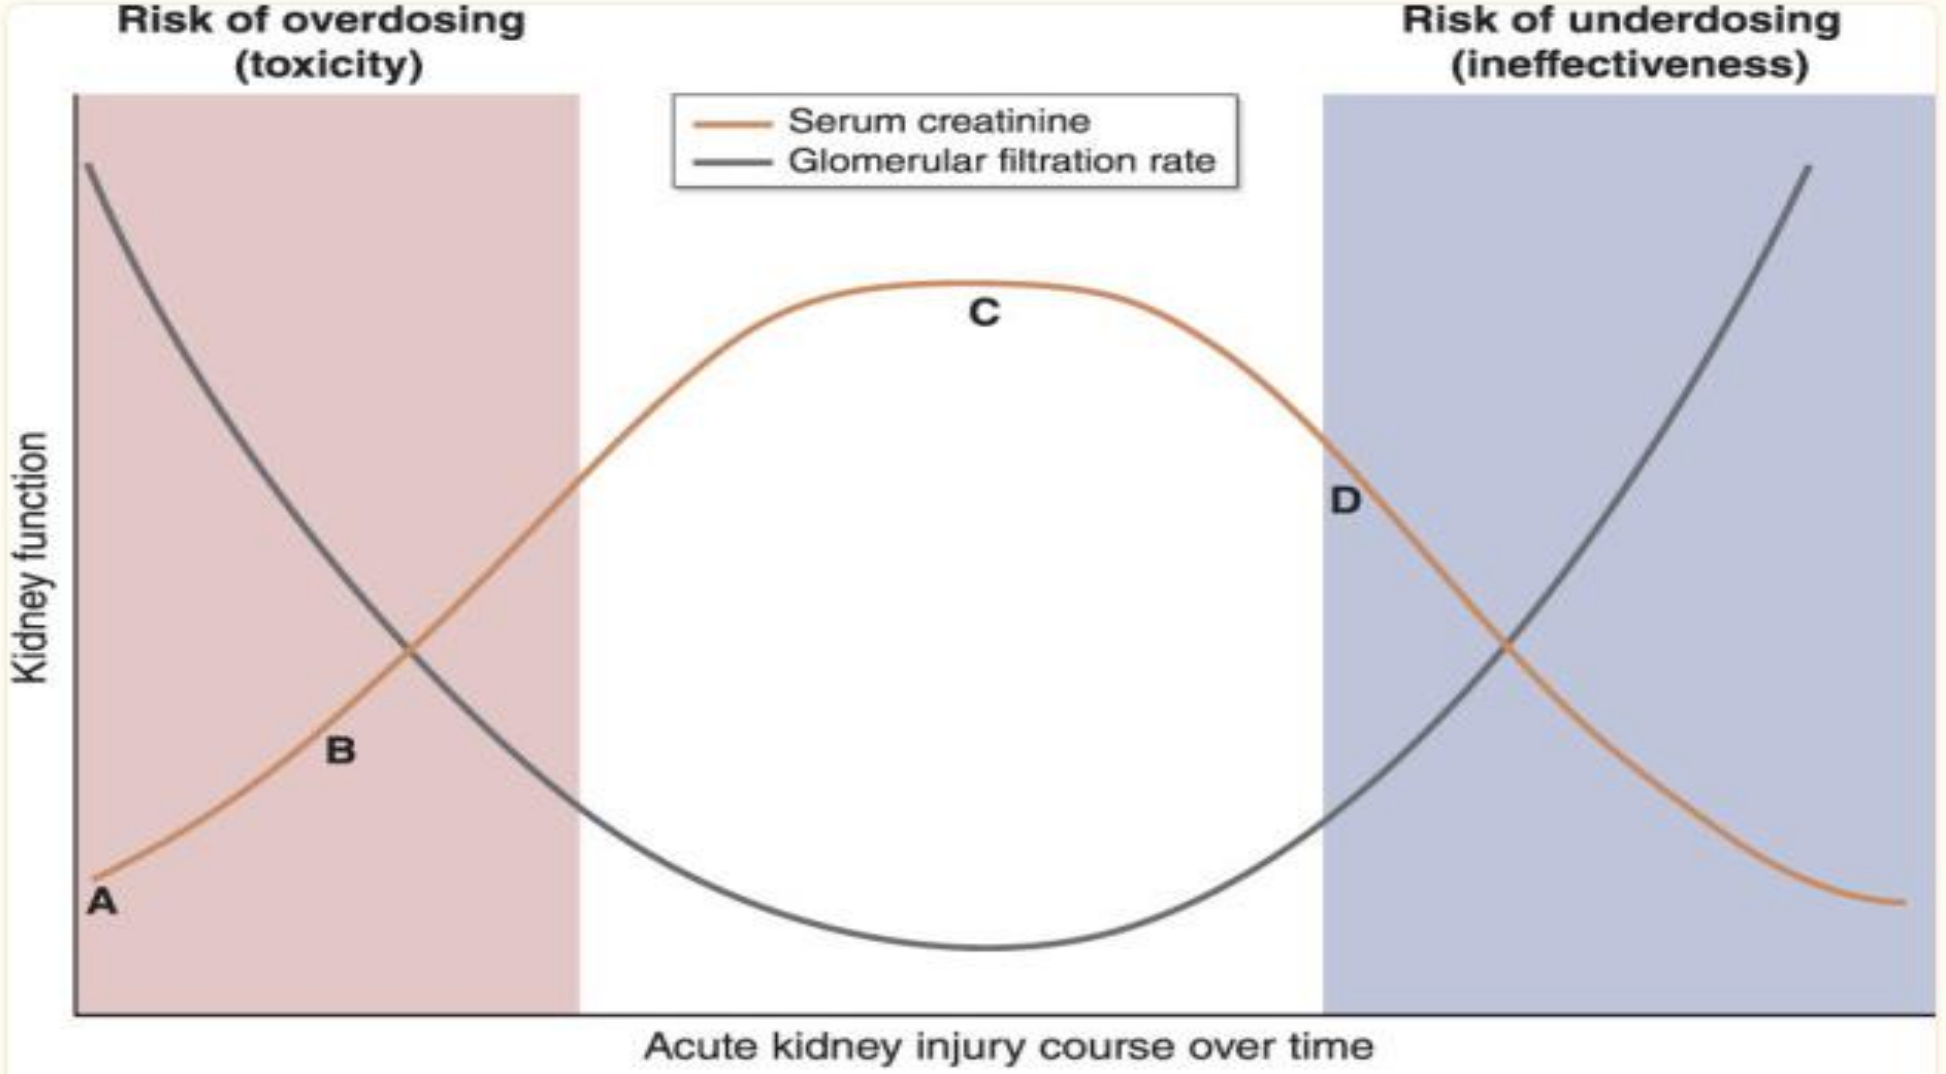 Risk of overdosing
(toxicity)
Risk of underdosing
(ineffectiveness)
Serum creatinine
Glomerular filtration rate
C
D
B
A
Kidney function
Acute kidney injury course over time